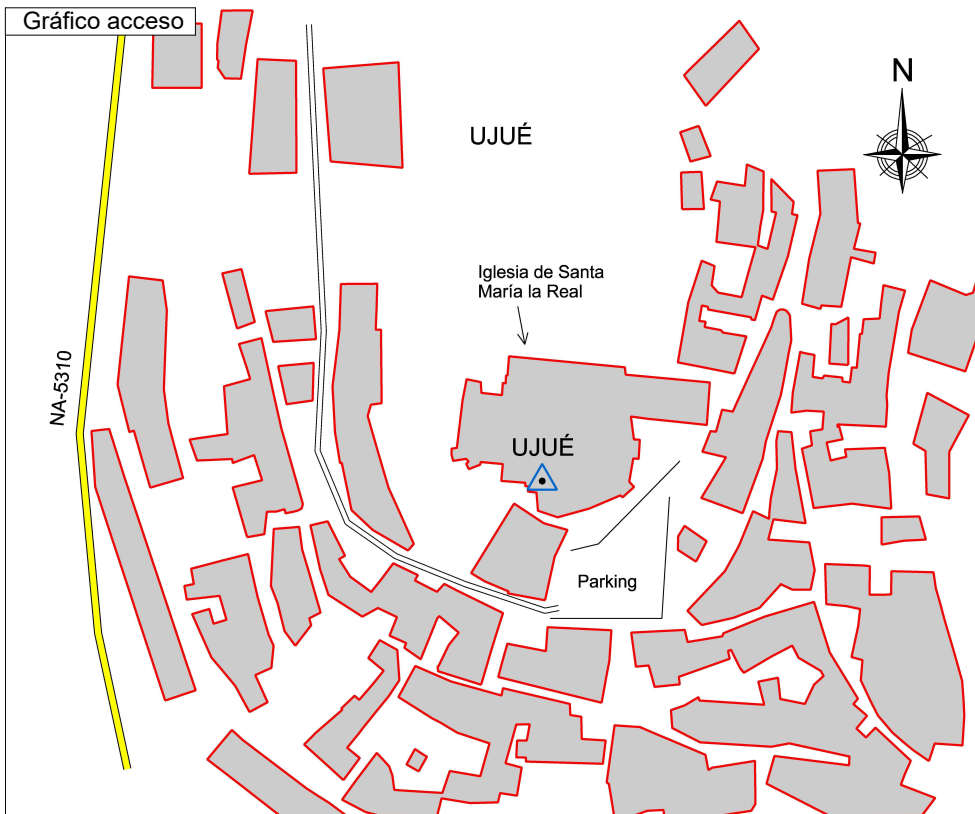 Gráfico acceso
N
UJUÉ
Iglesia de Santa
María la Real
NA-5310
UJUÉ
Parking